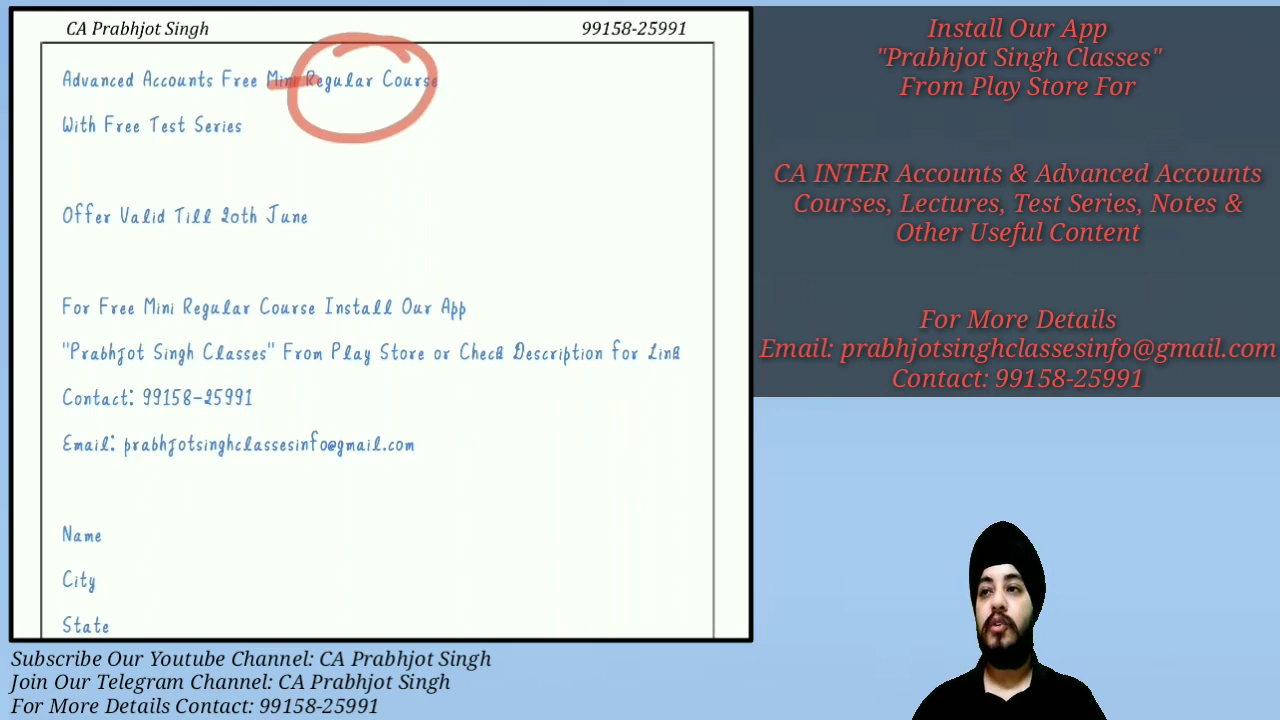 CA Prabhjot Singh 99158-25991
Advanced Accounts Free Mini Regular Course
With Free Test Series
Offer Valid Till 20th June
For Free Mini Regular Course Install Our App
"Prabhjot Singh Classes" From Play Store or Check Description for Link
Contact: 99158-25991
Email: prabhjotsinghclassesinfo@gmail.com
Name
City
State
Install Our App
"Prabhjot Singh Classes"
From Play Store For
CA INTER Accounts & Advanced Accounts
Courses, Lectures, Test Series, Notes &
Other Useful Content
For More Details
Email: prabhjotsinghclassesinfo@gmail.com
Contact: 99158-25991
Subscribe Our Youtube Channel: CA Prabhjot Singh
Join Our Telegram Channel: CA Prabhjot Singh
For More Details Contact: 99158-25991